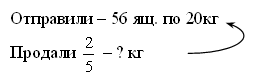 Отправили – 56 ящ. по 20кг
Продали 2/5 – ? кг